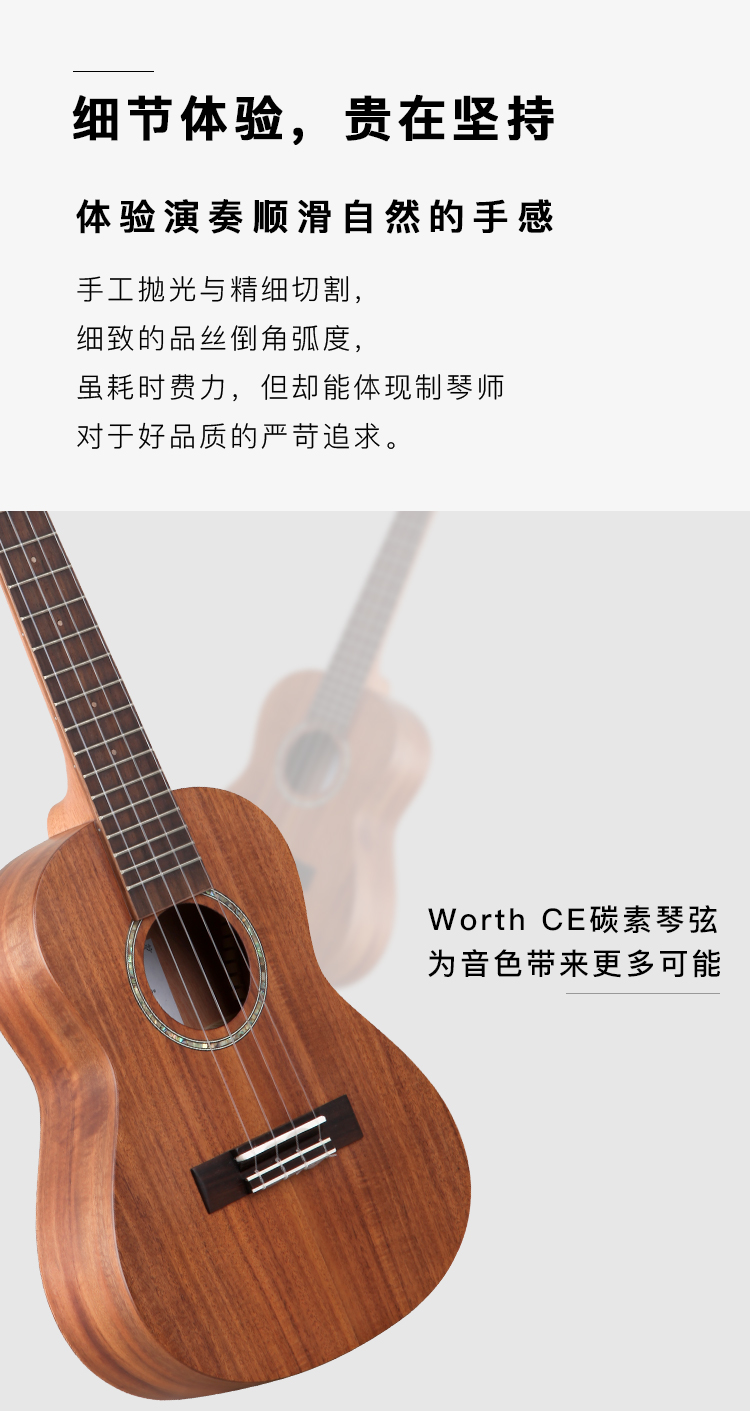 细节体验，贵在坚持
体验演奏顺滑自然的手感
手工抛光与精细切割，
细致的品丝倒角弧度，
虽耗时费力，但却能体现制琴师
对于好品质的严苛追求。
Worth CE碳素琴弦
为音色带来更多可能